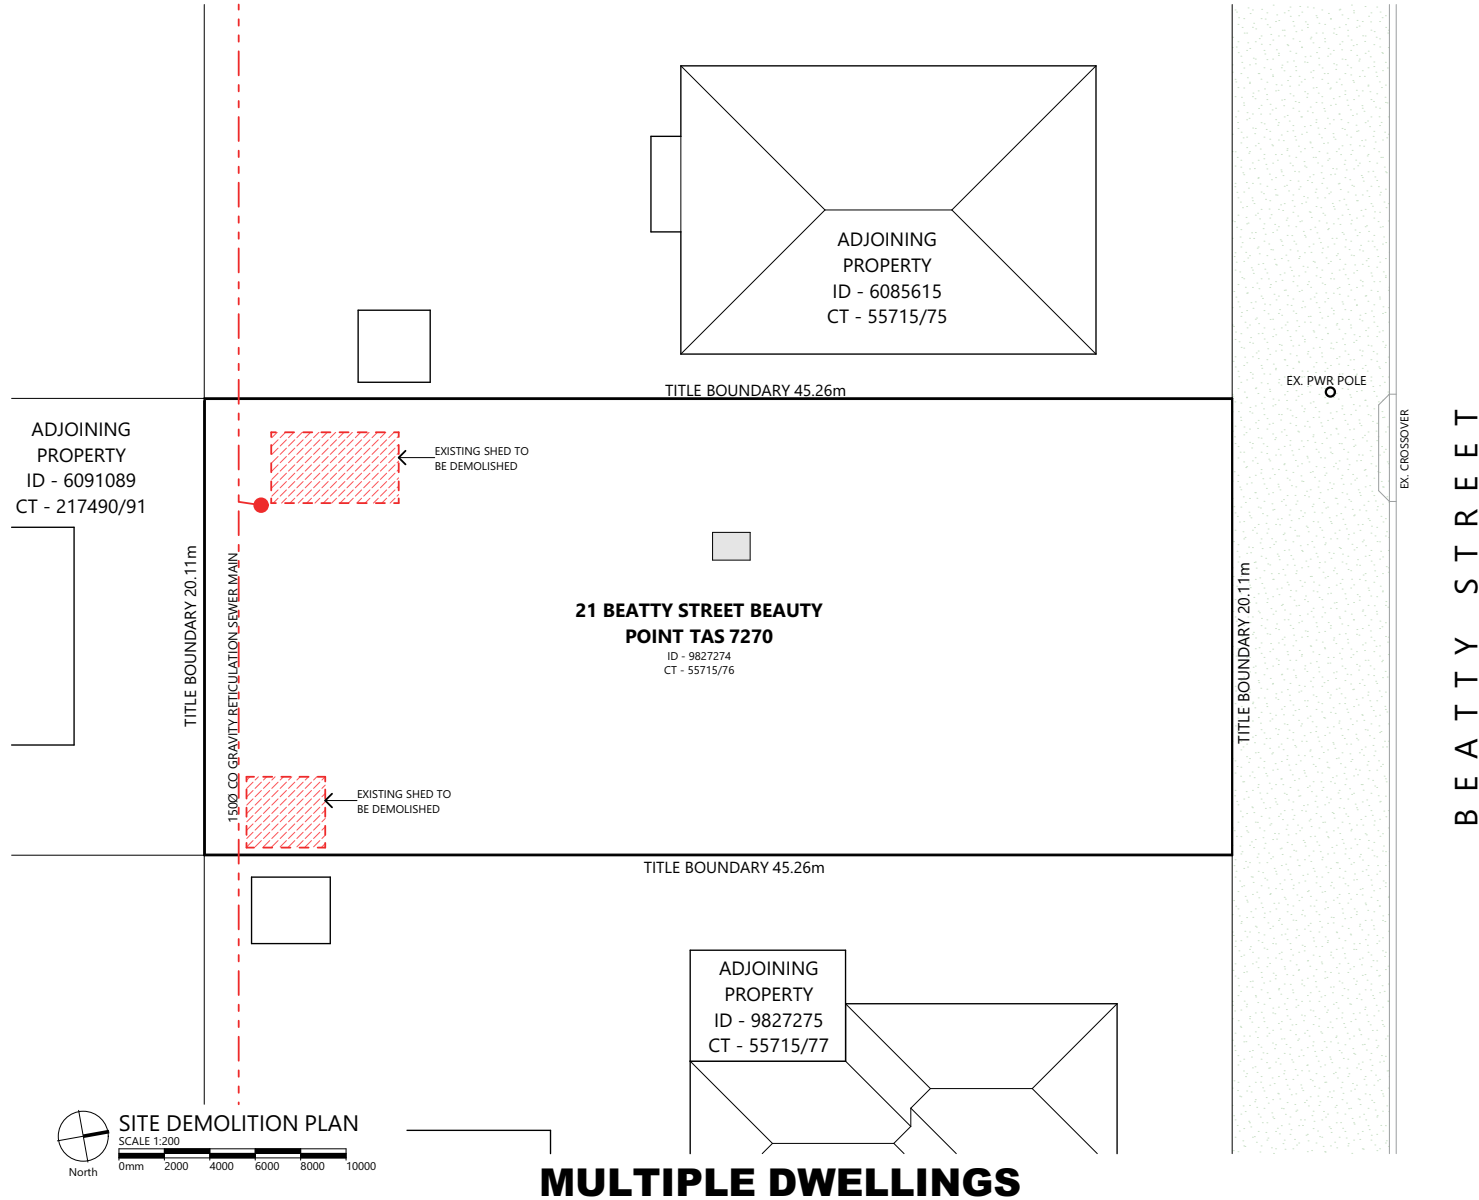 ADJOINING
PROPERTY
ID - 6085615
CT - 55715/75
TITLE BOUNDARY 45.26m
EX. PWR POLE
EX. CROSSOVER
BEATTY STREET
ADJOINING
PROPERTY
ID - 6091089
CT - 217490/91
EXISTING SHED TO
BE DEMOLISHED
TITLE BOUNDARY 20.11m
150Ø CO GRAVITY RETICULATION SEWER MAIN
21 BEATTY STREET BEAUTY
POINT TAS 7270
ID - 9827274
CT - 55715/76
TITLE BOUNDARY 20.11m
EXISTING SHED TO
BE DEMOLISHED
TITLE BOUNDARY 45.26m
ADJOINING
PROPERTY
ID - 9827275
CT - 55715/77
SITE DEMOLITION PLAN
SCALE 1:200
0mm 2000 4000 6000 8000 10000
North
MULTIPLE DWELLINGS